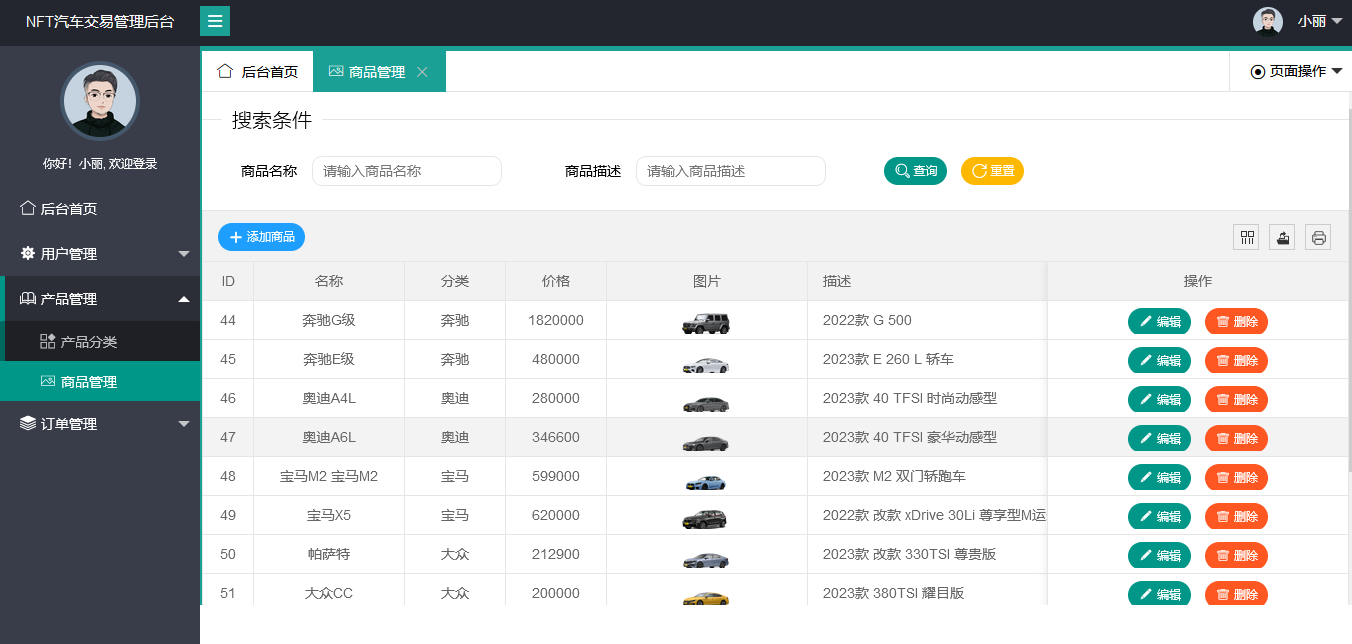 NFT汽车交易管理后台
小丽
你好！小丽, 欢迎登录
后台首页
用户管理
产品管理
产品分类
商品管理
订单管理
后台首页 商品管理
页面操作
搜索条件
商品名称 请输入商品名称 商品描述 请输入商品描述 查询 重置
添加商品
ID 名称 分类 价格 图片 描述 操作
44 奔驰G级 奔驰 1820000 2022款 G 500 编辑 删除
45 奔驰E级 奔驰 480000 2023款 E 260 L 轿车 编辑 删除
46 奥迪A4L 奥迪 280000 2023款 40 TFSI 时尚动感型 编辑 删除
47 奥迪A6L 奥迪 346600 2023款 40 TFSI 豪华动感型 编辑 删除
48 宝马M2 宝马M2 宝马 599000 2023款 M2 双门轿跑车 编辑 删除
49 宝马X5 宝马 620000 2022款 改款 xDrive 30Li 尊享型M运 编辑 删除
50 帕萨特 大众 212900 2023款 改款 330TSI 尊贵版 编辑 删除
51 大众CC 大众 200000 2023款 380TSI 耀目版 编辑 删除